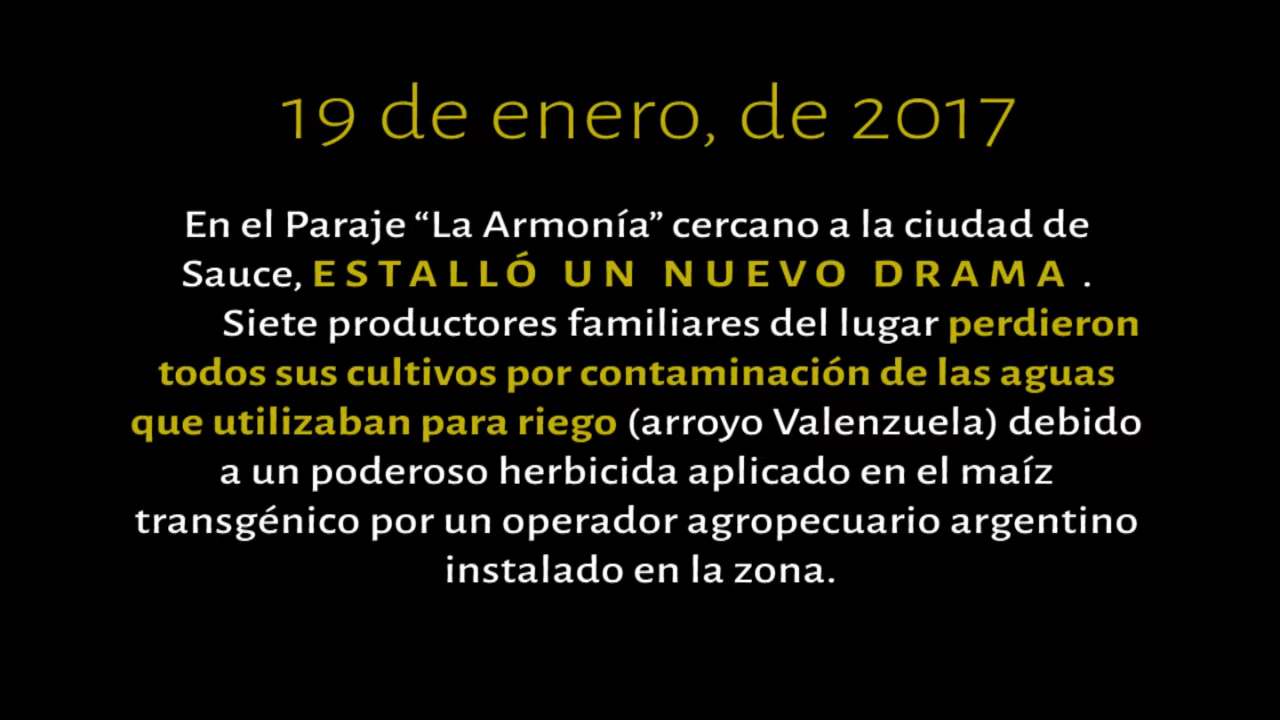 19 de enero, de 2017
En el Paraje “La Armonía” cercano a la ciudad de
Sauce, ESTALLÓ UN NUEVO DRAMA .
Siete productores familiares del lugar perdieron
todos sus cultivos por contaminación de las aguas
que utilizaban para riego (arroyo Valenzuela) debido
a un poderoso herbicida aplicado en el maíz
transgénico por un operador agropecuario argentino
instalado en la zona.